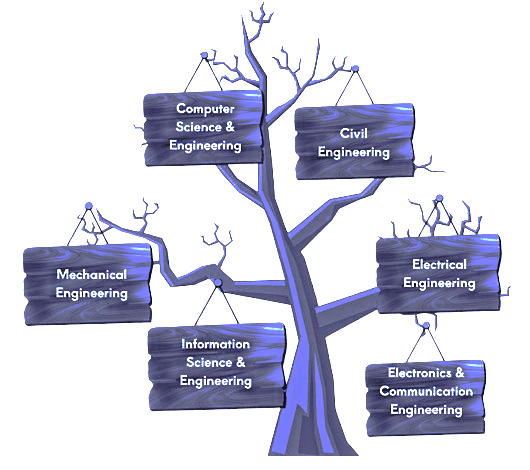 Computer
Science &
Engineering
Civil
Engineering
Mechanical
Engineering
Electrical
Engineering
Information
Science &
Engineering
Electronics &
Communication
Engineering